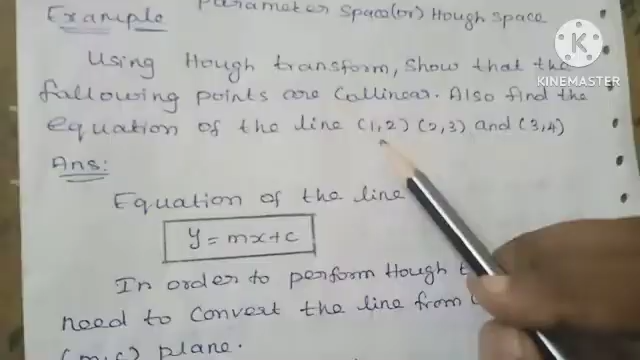 Example
Parameter Space(or) Hough space
KINEMASTER
Using Hough transform, show that the
following points are collinear. Also find the
equation of the line (1,2) (2,3) and (3,4)
Ans:
Equation of the line
y = mx+c
In order to perform Hough
need to convert the line from
(m,c) plane.